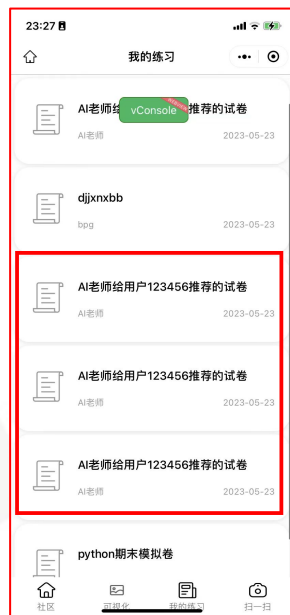 23:27
我的练习
AI老师给 vConsole 推荐的试卷
AI老师 2023-05-23
djjxnxbb
bpg 2023-05-23
AI老师给用户123456推荐的试卷
AI老师 2023-05-23
AI老师给用户123456推荐的试卷
AI老师 2023-05-23
AI老师给用户123456推荐的试卷
AI老师 2023-05-23
python期末模拟卷
社区 可视化 我的练习 扫一扫